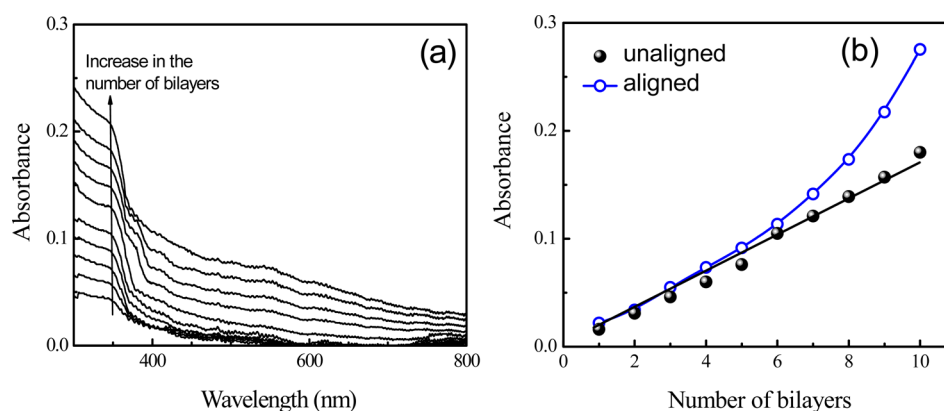 0.3
0.2
0.1
0.0
Absorbance
Increase in the
number of bilayers
(a)
400
600
800
Wavelength (nm)
0.3
0.2
0.1
0.0
Absorbance
unaligned
aligned
(b)
0
2
4
6
8
10
Number of bilayers